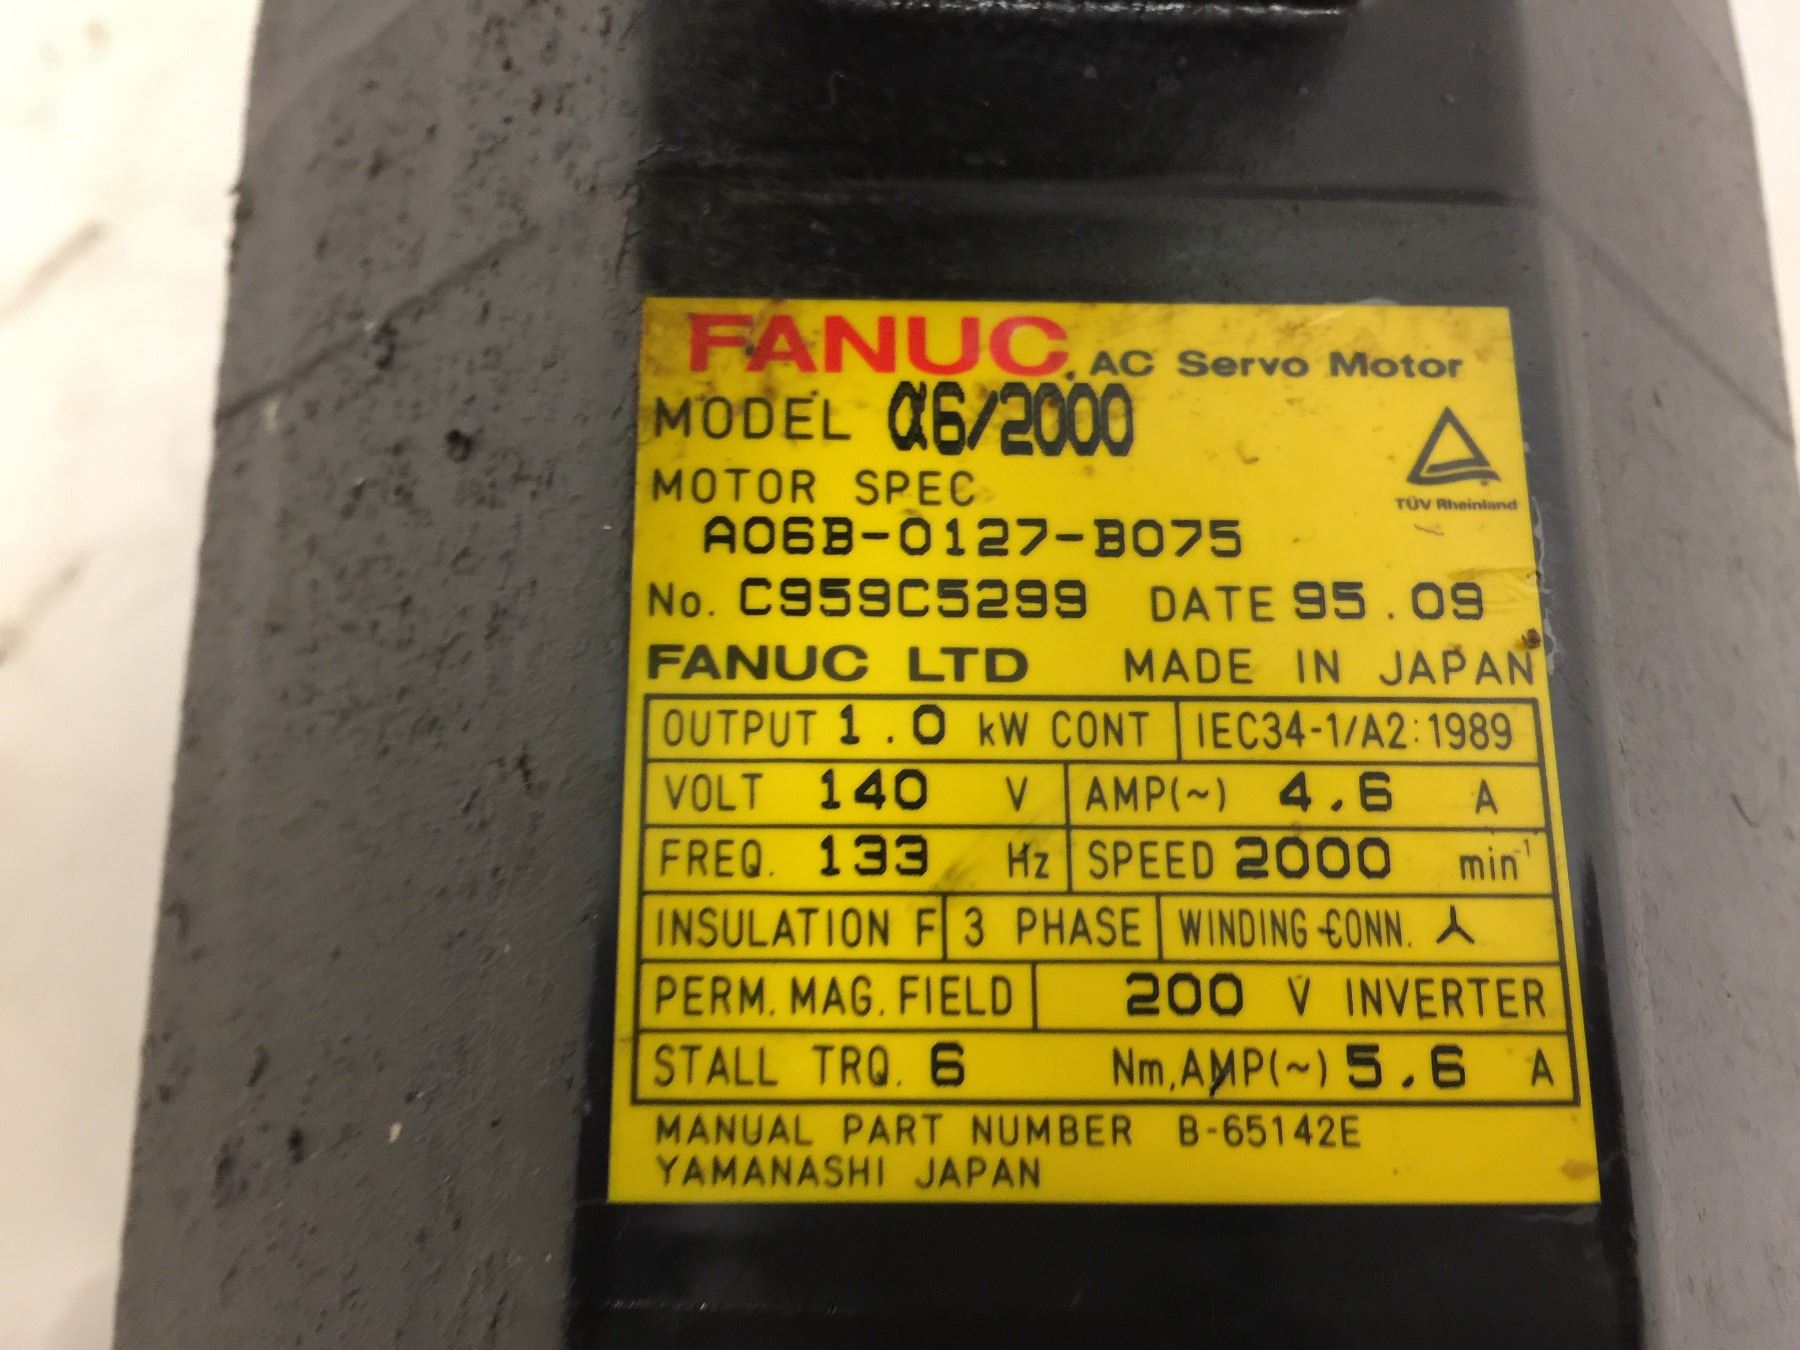 FANUC AC Servo Motor
MODEL α6/2000
TÜV Rheinland
MOTOR SPEC
A06B-0127-B075
No. C959C5299 DATE 95.09
FANUC LTD MADE IN JAPAN
OUTPUT 1.0 kW CONT IEC34-1/A2:1989
VOLT 140 V AMP(~) 4.6 A
FREQ. 133 Hz SPEED 2000 min⁻¹
INSULATION F 3 PHASE WINDING CONN.
PERM. MAG. FIELD 200 V INVERTER
STALL TRQ. 6 Nm, AMP(~) 5.6 A
MANUAL PART NUMBER B-65142E
YAMANASHI JAPAN